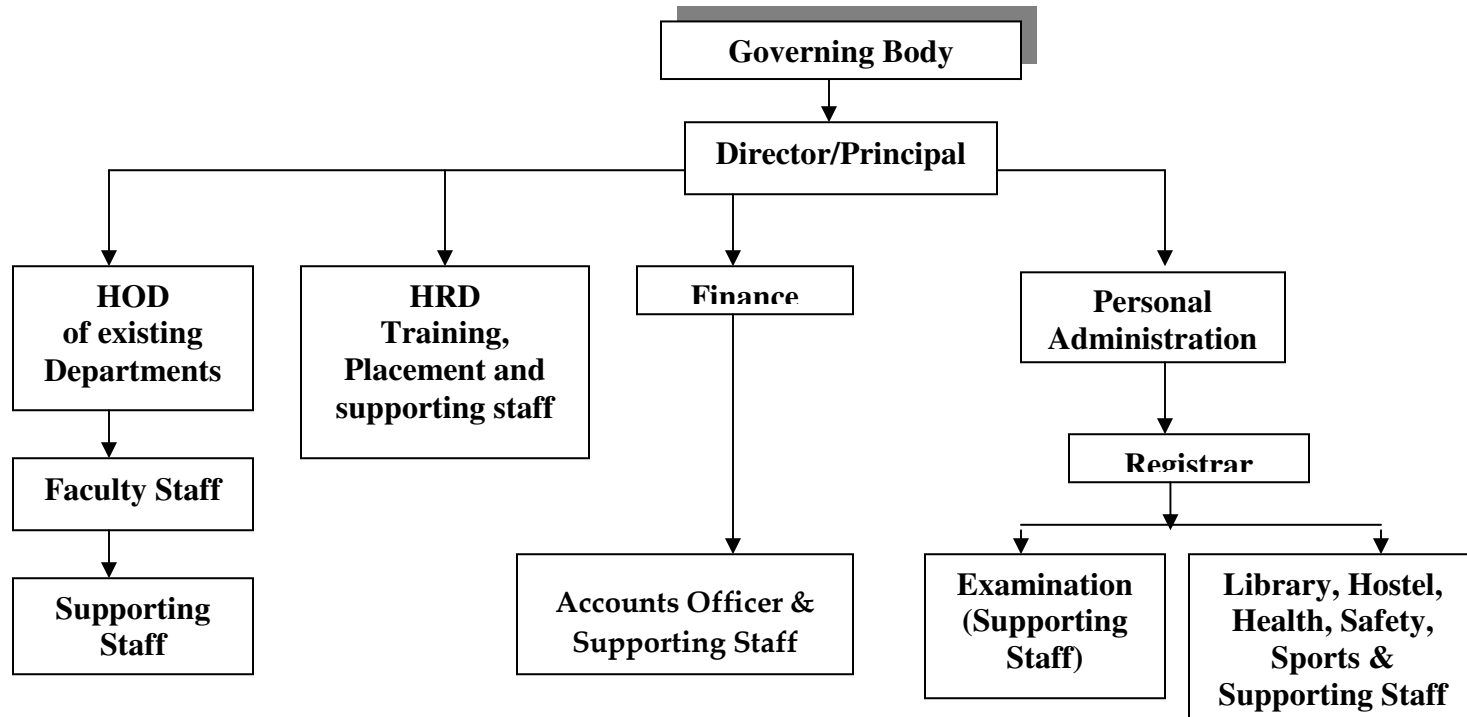 Governing Body
Director/Principal
HOD
of existing
Departments
HRD
Training,
Placement and
supporting staff
Finance
Personal
Administration
Faculty Staff
Registrar
Supporting
Staff
Accounts Officer &
Supporting Staff
Examination
(Supporting
Staff)
Library, Hostel,
Health, Safety,
Sports &
Supporting Staff